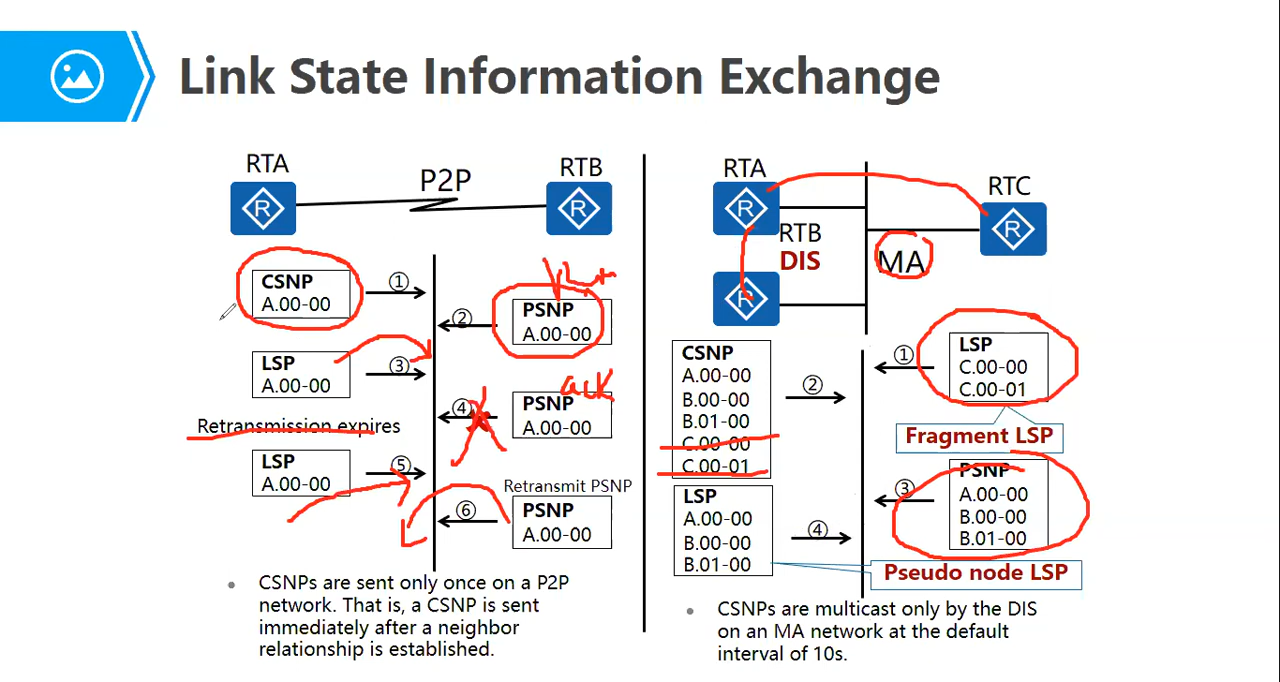 Link State Information Exchange
RTA
P2P
RTB
R
R
CSNP
A.00-00
①
②
PSNP
A.00-00
LSP
A.00-00
③
ack
④
PSNP
A.00-00
Retransmission expires
LSP
A.00-00
⑤
Retransmit PSNP
⑥
PSNP
A.00-00
CSNPs are sent only once on a P2P
network. That is, a CSNP is sent
immediately after a neighbor
relationship is established.
RTA
RTC
R
R
RTB
DIS
MA
R
LSP
C.00-00
C.00-01
①
CSNP
A.00-00
B.00-00
B.01-00
C.00-00
C.00-01
②
Fragment LSP
PSNP
A.00-00
B.00-00
B.01-00
③
LSP
A.00-00
B.00-00
B.01-00
④
Pseudo node LSP
CSNPs are multicast only by the DIS
on an MA network at the default
interval of 10s.